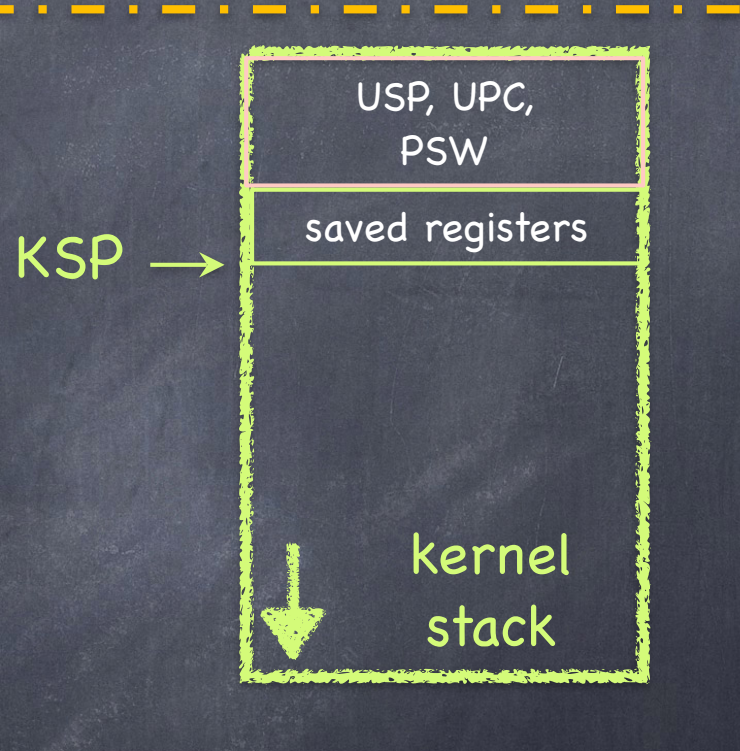 USP, UPC,
PSW
saved registers
KSP
kernel
stack